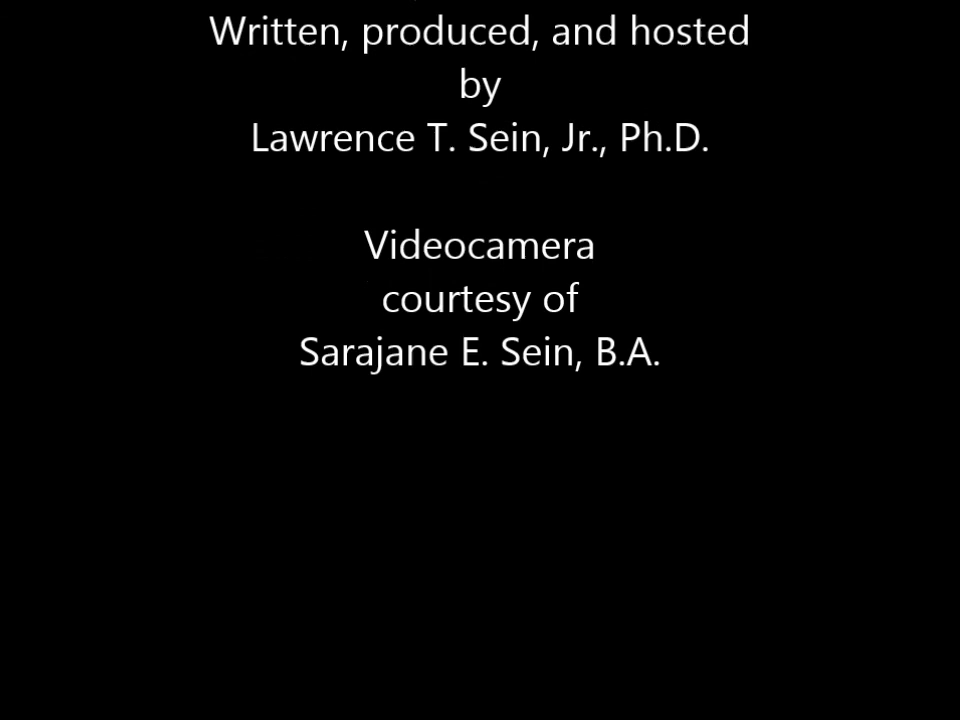 Written, produced, and hosted
by
Lawrence T. Sein, Jr., Ph.D.
Videocamera
courtesy of
Sarajane E. Sein, B.A.